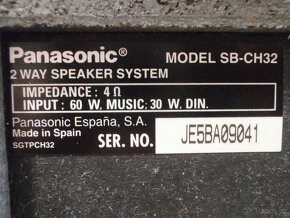 Panasonic® MODEL SB-CH32
2 WAY SPEAKER SYSTEM
IMPEDANCE: 4 Ω
INPUT: 60 W, MUSIC: 30 W, DIN.
Panasonic España, S.A.
Made in Spain
SER. NO. JE5BA09041
SGTPCH32